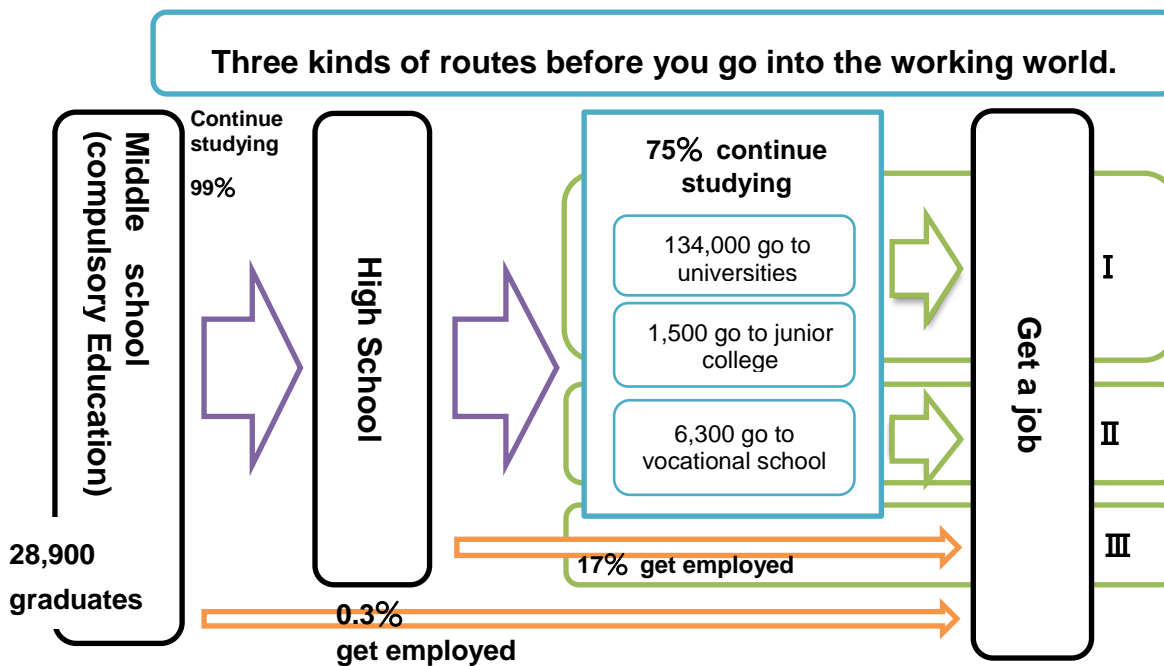 Three kinds of routes before you go into the working world.
Middle school
(compulsory Education)
28,900
graduates
Continue
studying
99%
High School
75% continue
studying
134,000 go to
universities
1,500 go to junior
college
6,300 go to
vocational school
17% get employed
0.3%
get employed
Get a job
Ⅰ
Ⅱ
Ⅲ